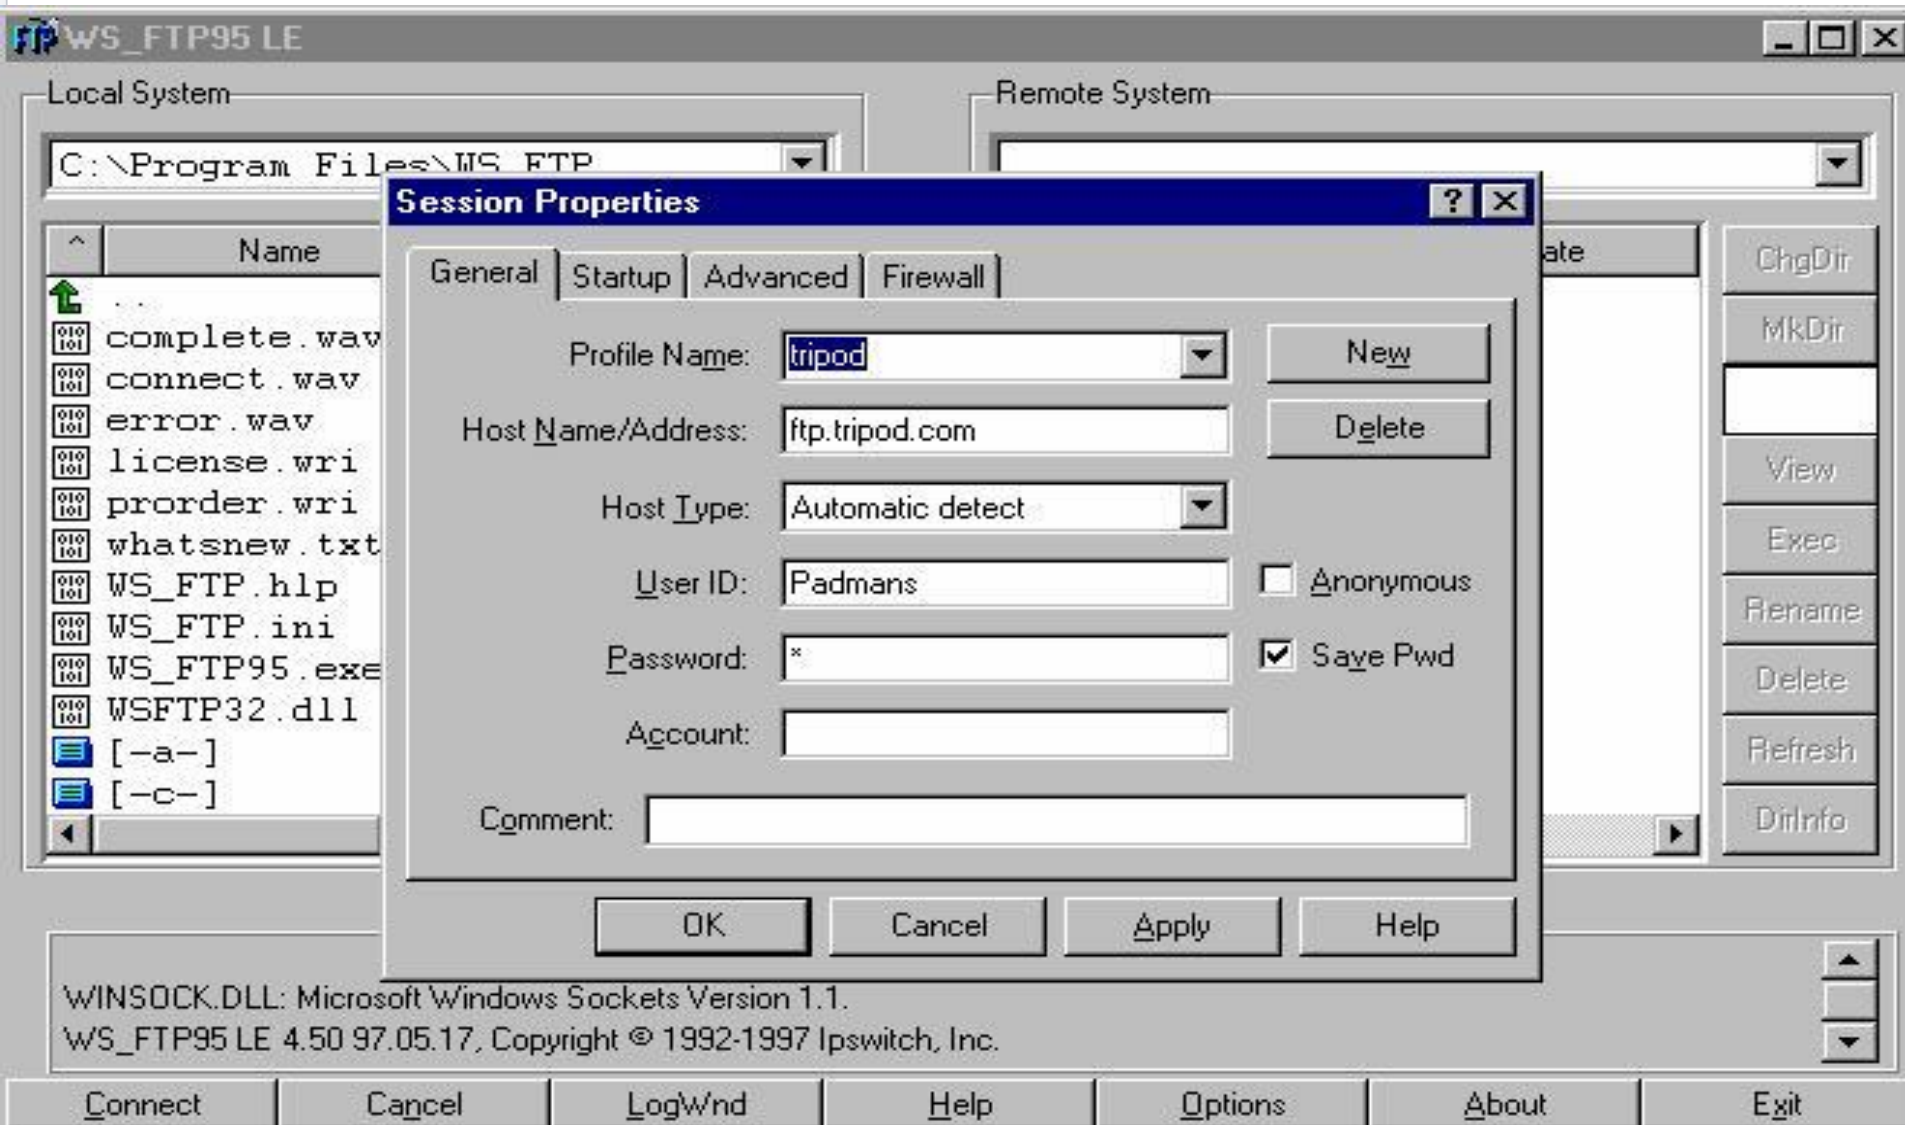 WS_FTP95 LE
Local System
Remote System
C:\Program Files\WS_FTP
Session Properties
Name
ate
General
Startup
Advanced
Firewall
Profile Name:
tripod
New
Host Name/Address:
ftp.tripod.com
Delete
Host Type:
Automatic detect
User ID:
Padmans
Anonymous
Password:
*
Save Pwd
Account:
Comment:
OK
Cancel
Apply
Help
..
complete.wav
connect.wav
error.wav
license.wri
prorder.wri
whatsnew.txt
WS_FTP.hlp
WS_FTP.ini
WS_FTP95.exe
WSFTP32.dll
[-a-]
[-c-]
ChgDir
MkDir
View
Exec
Rename
Delete
Refresh
DirInfo
WINSOCK.DLL: Microsoft Windows Sockets Version 1.1.
WS_FTP95 LE 4.50 97.05.17, Copyright © 1992-1997 Ipswitch, Inc.
Connect
Cancel
LogWnd
Help
Options
About
Exit